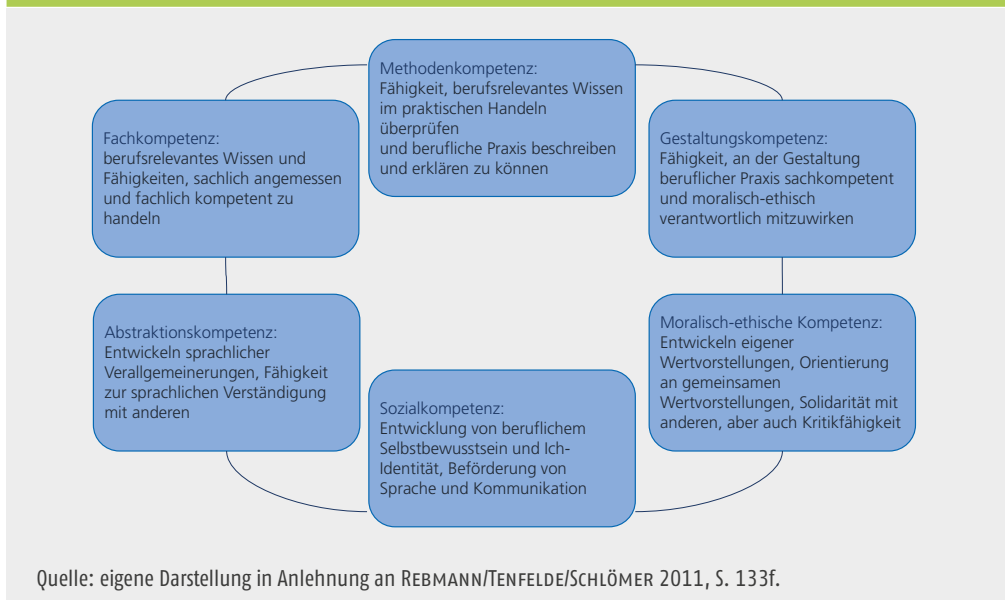 Methodenkompetenz:
Fähigkeit, berufsrelevantes Wissen
im praktischen Handeln
überprüfen
und berufliche Praxis beschreiben
und erklären zu können
Fachkompetenz:
berufsrelevantes Wissen und
Fähigkeiten, sachlich angemessen
und fachlich kompetent zu
handeln
Gestaltungskompetenz:
Fähigkeit, an der Gestaltung
beruflicher Praxis sachkompetent
und moralisch-ethisch
verantwortlich mitzuwirken
Abstraktionskompetenz:
Entwickeln sprachlicher
Verallgemeinerungen, Fähigkeit
zur sprachlichen Verständigung
mit anderen
Moralisch-ethische Kompetenz:
Entwickeln eigener
Wertvorstellungen, Orientierung
an gemeinsamen
Wertvorstellungen, Solidarität mit
anderen, aber auch Kritikfähigkeit
Sozialkompetenz:
Entwicklung von beruflichem
Selbstbewusstsein und Ich-
Identität, Beförderung von
Sprache und Kommunikation
Quelle: eigene Darstellung in Anlehnung an REBMANN/TENFELDE/SCHLÖMER 2011, S. 133f.